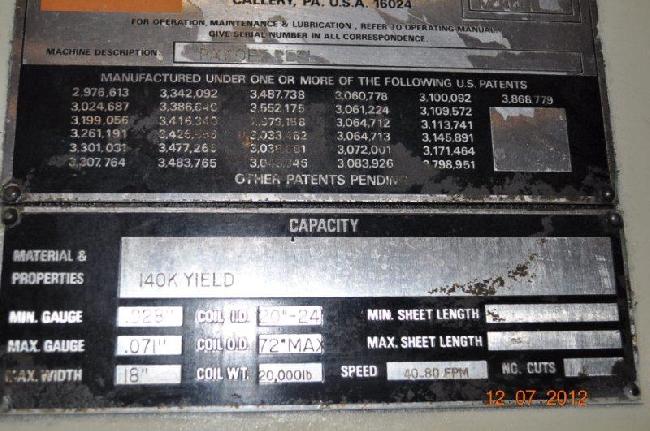 CALLERY, PA. U.S.A. 16024
FOR OPERATION, MAINTENANCE & LUBRICATION, REFER TO OPERATING MANUAL
GIVE SERIAL NUMBER IN ALL CORRESPONDENCE.
MACHINE DESCRIPTION
MANUFACTURED UNDER ONE OR MORE OF THE FOLLOWING U.S. PATENTS
2,976,613 3,342,092 3,487,738 3,060,778 3,100,092 3,868,779
3,024,687 3,552,175 3,061,224 3,109,572
3,199,056 3,064,712 3,113,741
3,261,191 3,064,713 3,145,891
3,301,031 3,477,265 3,072,001 3,171,464
3,307,764 3,483,765 3,083,926 3,798,951
OTHER PATENTS PENDING
CAPACITY
MATERIAL &
PROPERTIES 140K YIELD
MIN. GAUGE .028" COIL I.D. 20"-24 MIN. SHEET LENGTH
MAX. GAUGE .071" COIL O.D. 72"MAX MAX. SHEET LENGTH
MAX. WIDTH 18" COIL WT. 20,000lb SPEED 40.80 FPM NO. CUTS
12 07 2012